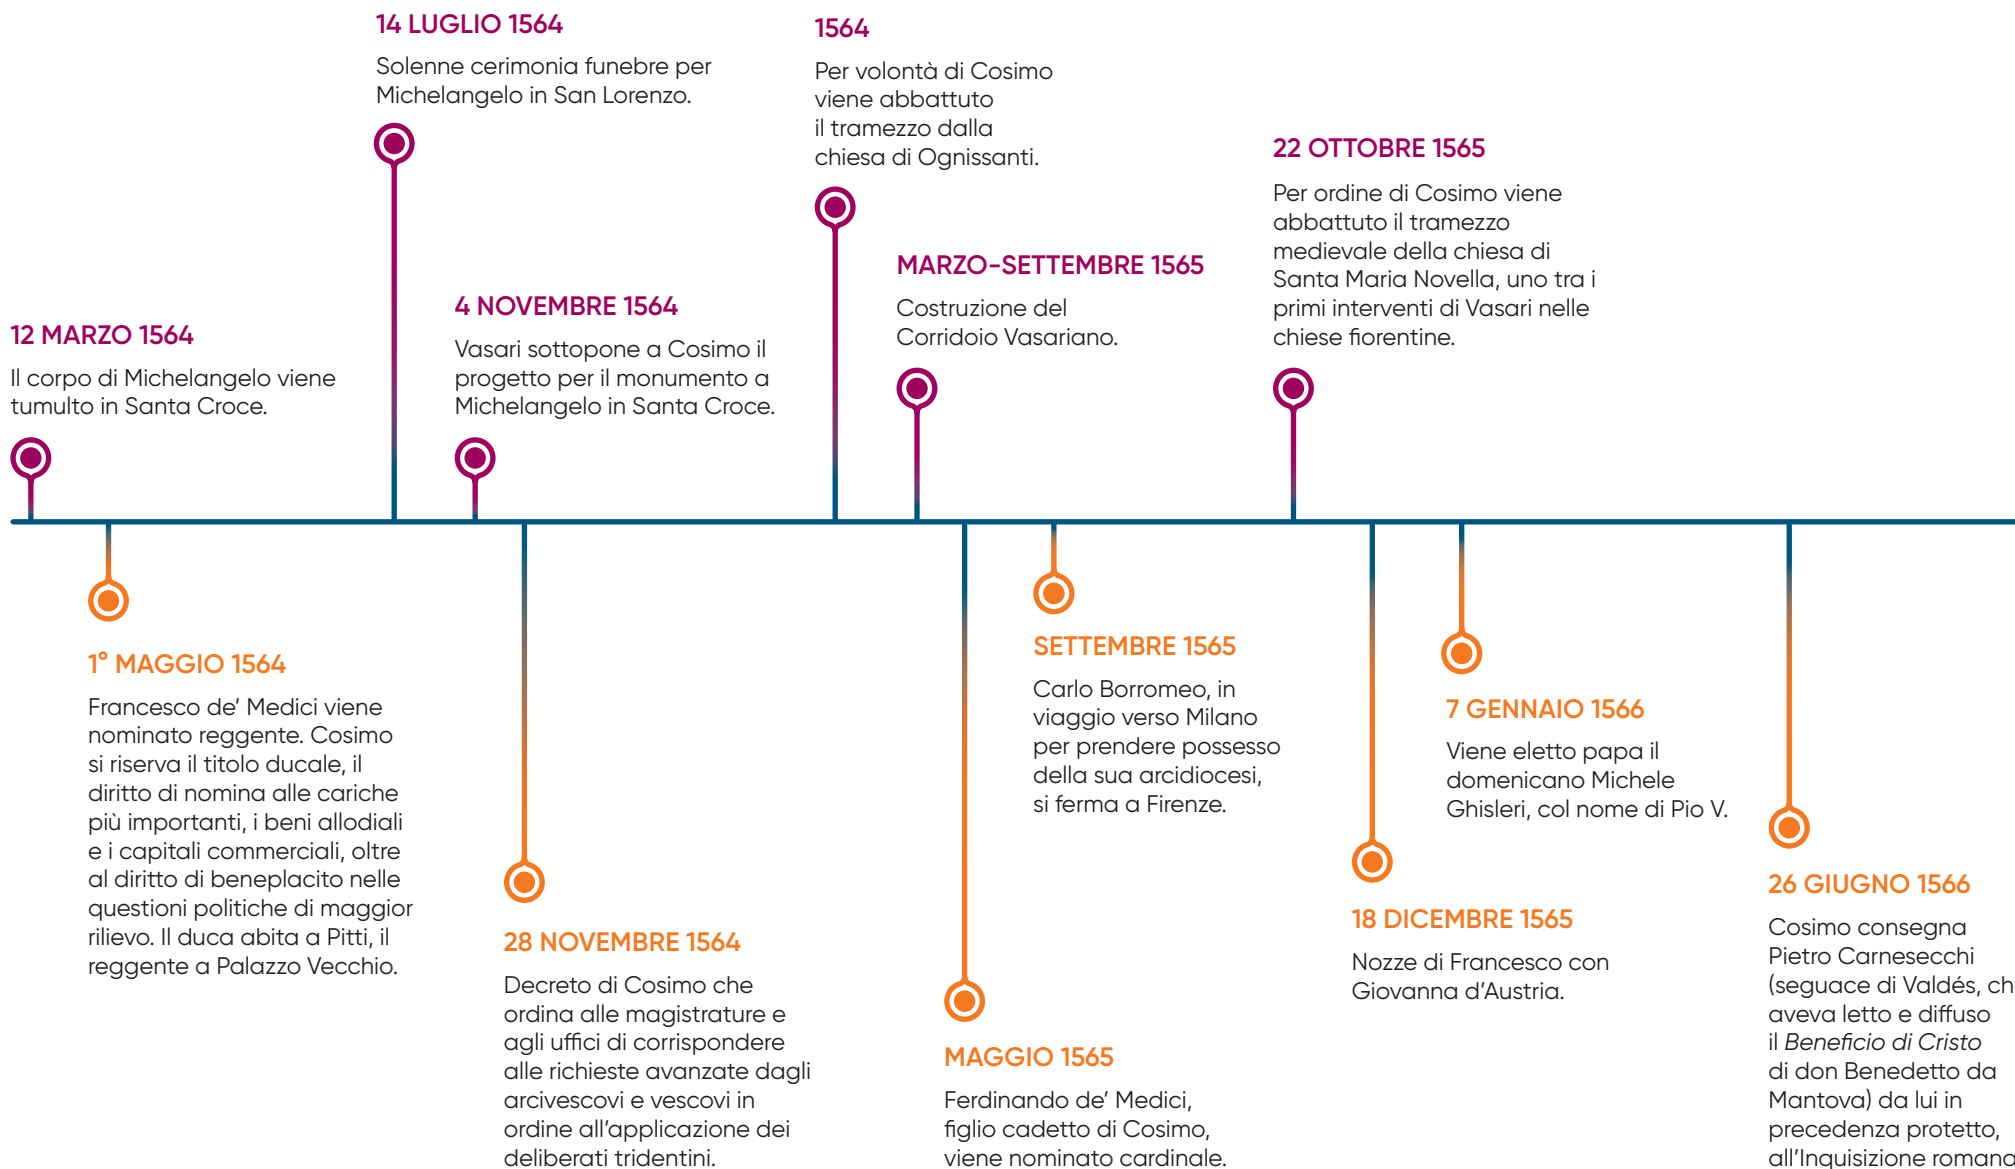 14 LUGLIO 1564
Solenne cerimonia funebre per
Michelangelo in San Lorenzo.
1564
Per volontà di Cosimo
viene abbattuto
il tramezzo dalla
chiesa di Ognissanti.
22 OTTOBRE 1565
Per ordine di Cosimo viene
abbattuto il tramezzo
medievale della chiesa di
Santa Maria Novella, uno tra i
primi interventi di Vasari nelle
chiese fiorentine.
MARZO-SETTEMBRE 1565
Costruzione del
Corridoio Vasariano.
4 NOVEMBRE 1564
Vasari sottopone a Cosimo il
progetto per il monumento a
Michelangelo in Santa Croce.
12 MARZO 1564
Il corpo di Michelangelo viene
tumulto in Santa Croce.
1° MAGGIO 1564
Francesco de’ Medici viene
nominato reggente. Cosimo
si riserva il titolo ducale, il
diritto di nomina alle cariche
più importanti, i beni allodiali
e i capitali commerciali, oltre
al diritto di beneplacito nelle
questioni politiche di maggior
rilievo. Il duca abita a Pitti, il
reggente a Palazzo Vecchio.
28 NOVEMBRE 1564
Decreto di Cosimo che
ordina alle magistrature e
agli uffici di corrispondere
alle richieste avanzate dagli
arcivescovi e vescovi in
ordine all’applicazione dei
deliberati tridentini.
MAGGIO 1565
Ferdinando de’ Medici,
figlio cadetto di Cosimo,
viene nominato cardinale.
SETTEMBRE 1565
Carlo Borromeo, in
viaggio verso Milano
per prendere possesso
della sua arcidiocesi,
si ferma a Firenze.
18 DICEMBRE 1565
Nozze di Francesco con
Giovanna d’Austria.
7 GENNAIO 1566
Viene eletto papa il
domenicano Michele
Ghisleri, col nome di Pio V.
26 GIUGNO 1566
Cosimo consegna
Pietro Carnesecchi
(seguace di Valdés, ch
aveva letto e diffuso
il Beneficio di Cristo
di don Benedetto da
Mantova) da lui in
precedenza protetto,
all’Inquisizione romana